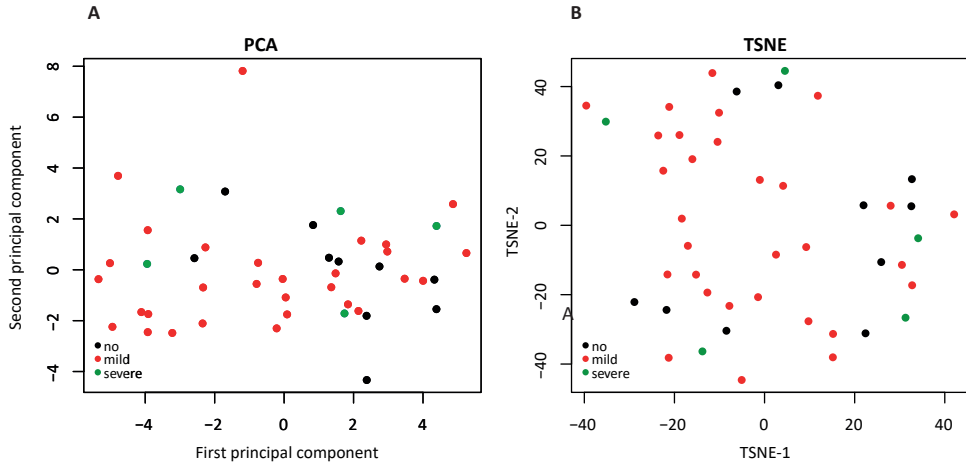 A
PCA
Second principal component
8
6
4
2
0
−2
−4
no
mild
severe
−4
−2
0
2
4
First principal component
B
TSNE
TSNE-2
40
20
0
−20
−40
A
no
mild
severe
−40
−20
0
20
40
TSNE-1